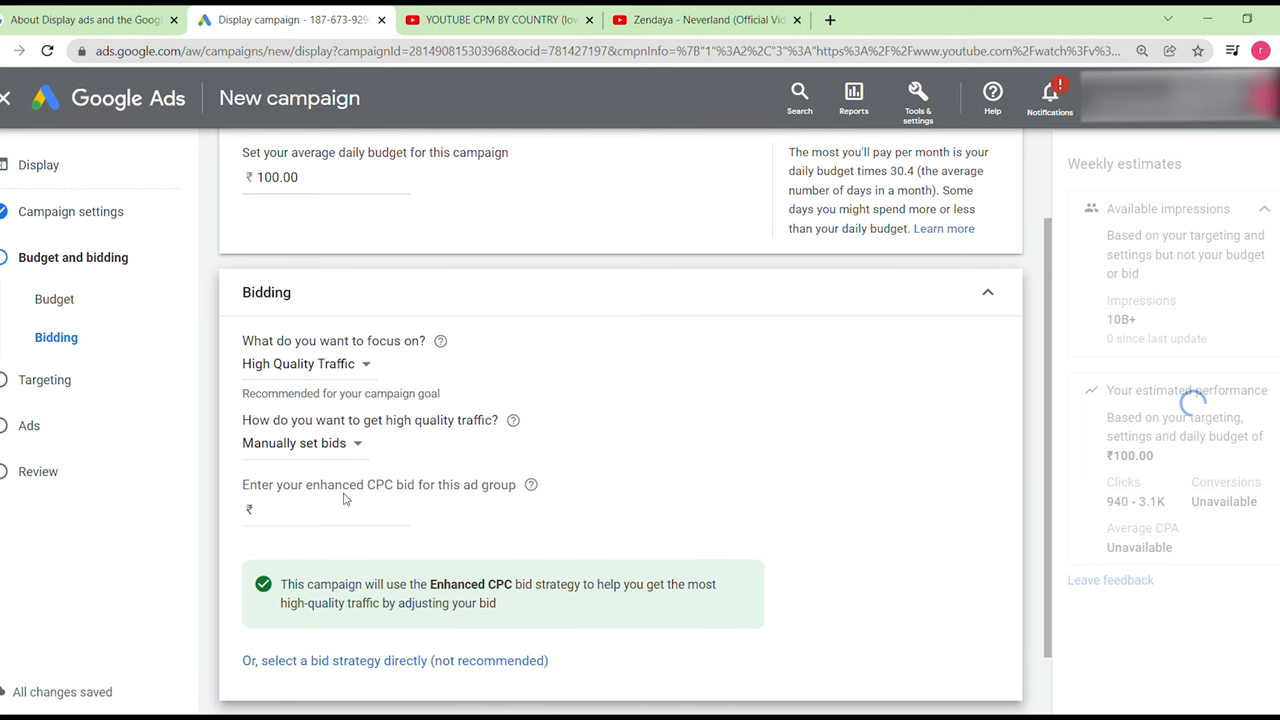 About Display ads and the Googl
Display campaign - 187-673-929
YOUTUBE CPM BY COUNTRY (low
Zendaya - Neverland (Official Vid
ads.google.com/aw/campaigns/new/display?campaignId=281490815303968&ocid=781427197&cmpnInfo=%7B"1"%3A2%2C"3"%3A"https%3A%2F%2Fwww.youtube.com%2Fwatch%3Fv%3...
r
Google Ads
New campaign
Search
Reports
Tools &
settings
Help
!
Notifications
Display
Campaign settings
Budget and bidding
Budget
Bidding
Targeting
Ads
Review
All changes saved
Set your average daily budget for this campaign
₹ 100.00
The most you'll pay per month is your
daily budget times 30.4 (the average
number of days in a month). Some
days you might spend more or less
than your daily budget. Learn more
Bidding
What do you want to focus on?
High Quality Traffic
Recommended for your campaign goal
How do you want to get high quality traffic?
Manually set bids
Enter your enhanced CPC bid for this ad group
₹
This campaign will use the Enhanced CPC bid strategy to help you get the most
high-quality traffic by adjusting your bid
Or, select a bid strategy directly (not recommended)
Weekly estimates
Available impressions
Based on your targeting and
settings but not your budget
or bid
Impressions
10B+
0 since last update
Your estimated performance
Based on your targeting,
settings and daily budget of
₹100.00
Clicks
Conversions
940 - 3.1K
Unavailable
Average CPA
Unavailable
Leave feedback